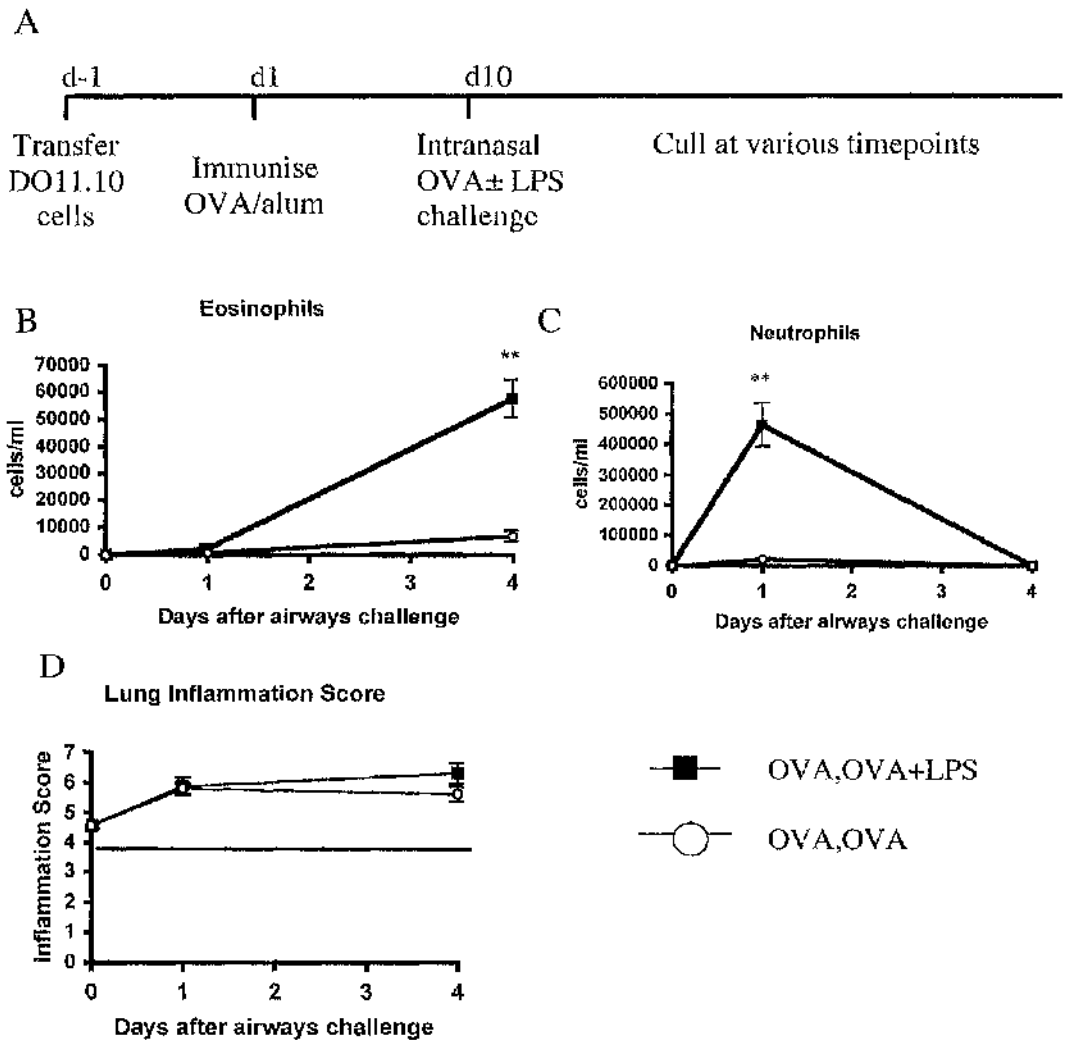 A
d-1 d1 d10
Transfer
DO11.10
cells
Immunise
OVA/alum
Intranasal
OVA± LPS
challenge
Cull at various timepoints
B
Eosinophils
**
70000
60000
50000
40000
30000
20000
10000
0
cells/ml
0 1 2 3 4
Days after airways challenge
C
Neutrophils
**
600000
500000
400000
300000
200000
100000
0
cells/ml
0 1 2 3 4
Days after airways challenge
D
Lung Inflammation Score
7
6
5
4
3
2
1
0
Inflammation Score
0 1 2 3 4
Days after airways challenge
OVA,OVA+LPS
OVA,OVA